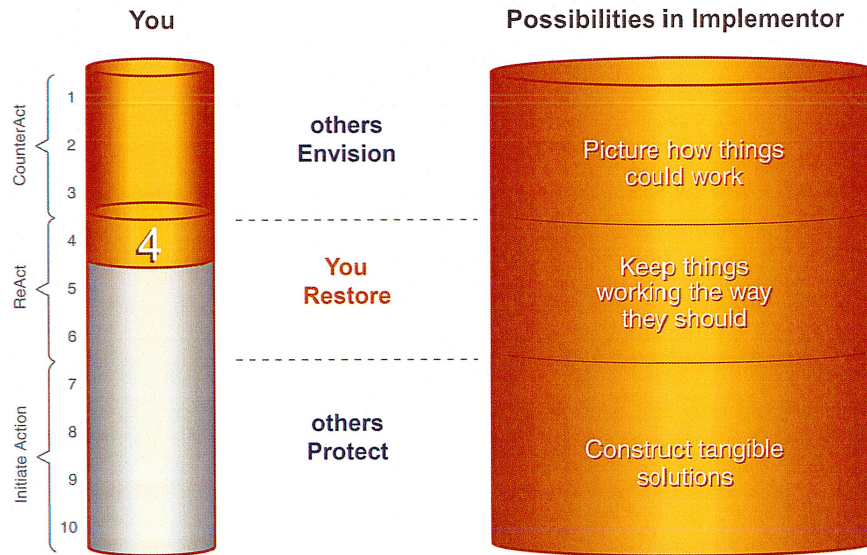 You
Possibilities in Implementor
CounterAct
1
2
3
others
Envision
Picture how things
could work
ReAct
4
5
6
4
You
Restore
Keep things
working the way
they should
Initiate Action
7
8
9
10
others
Protect
Construct tangible
solutions